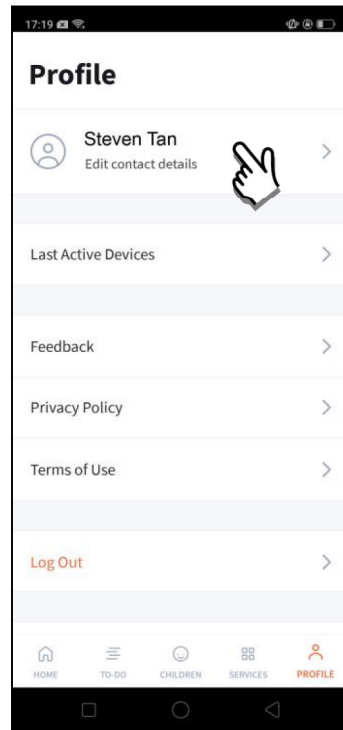 17:19
Profile
Steven Tan
Edit contact details
Last Active Devices
Feedback
Privacy Policy
Terms of Use
Log Out
HOME TO-DO CHILDREN SERVICES PROFILE